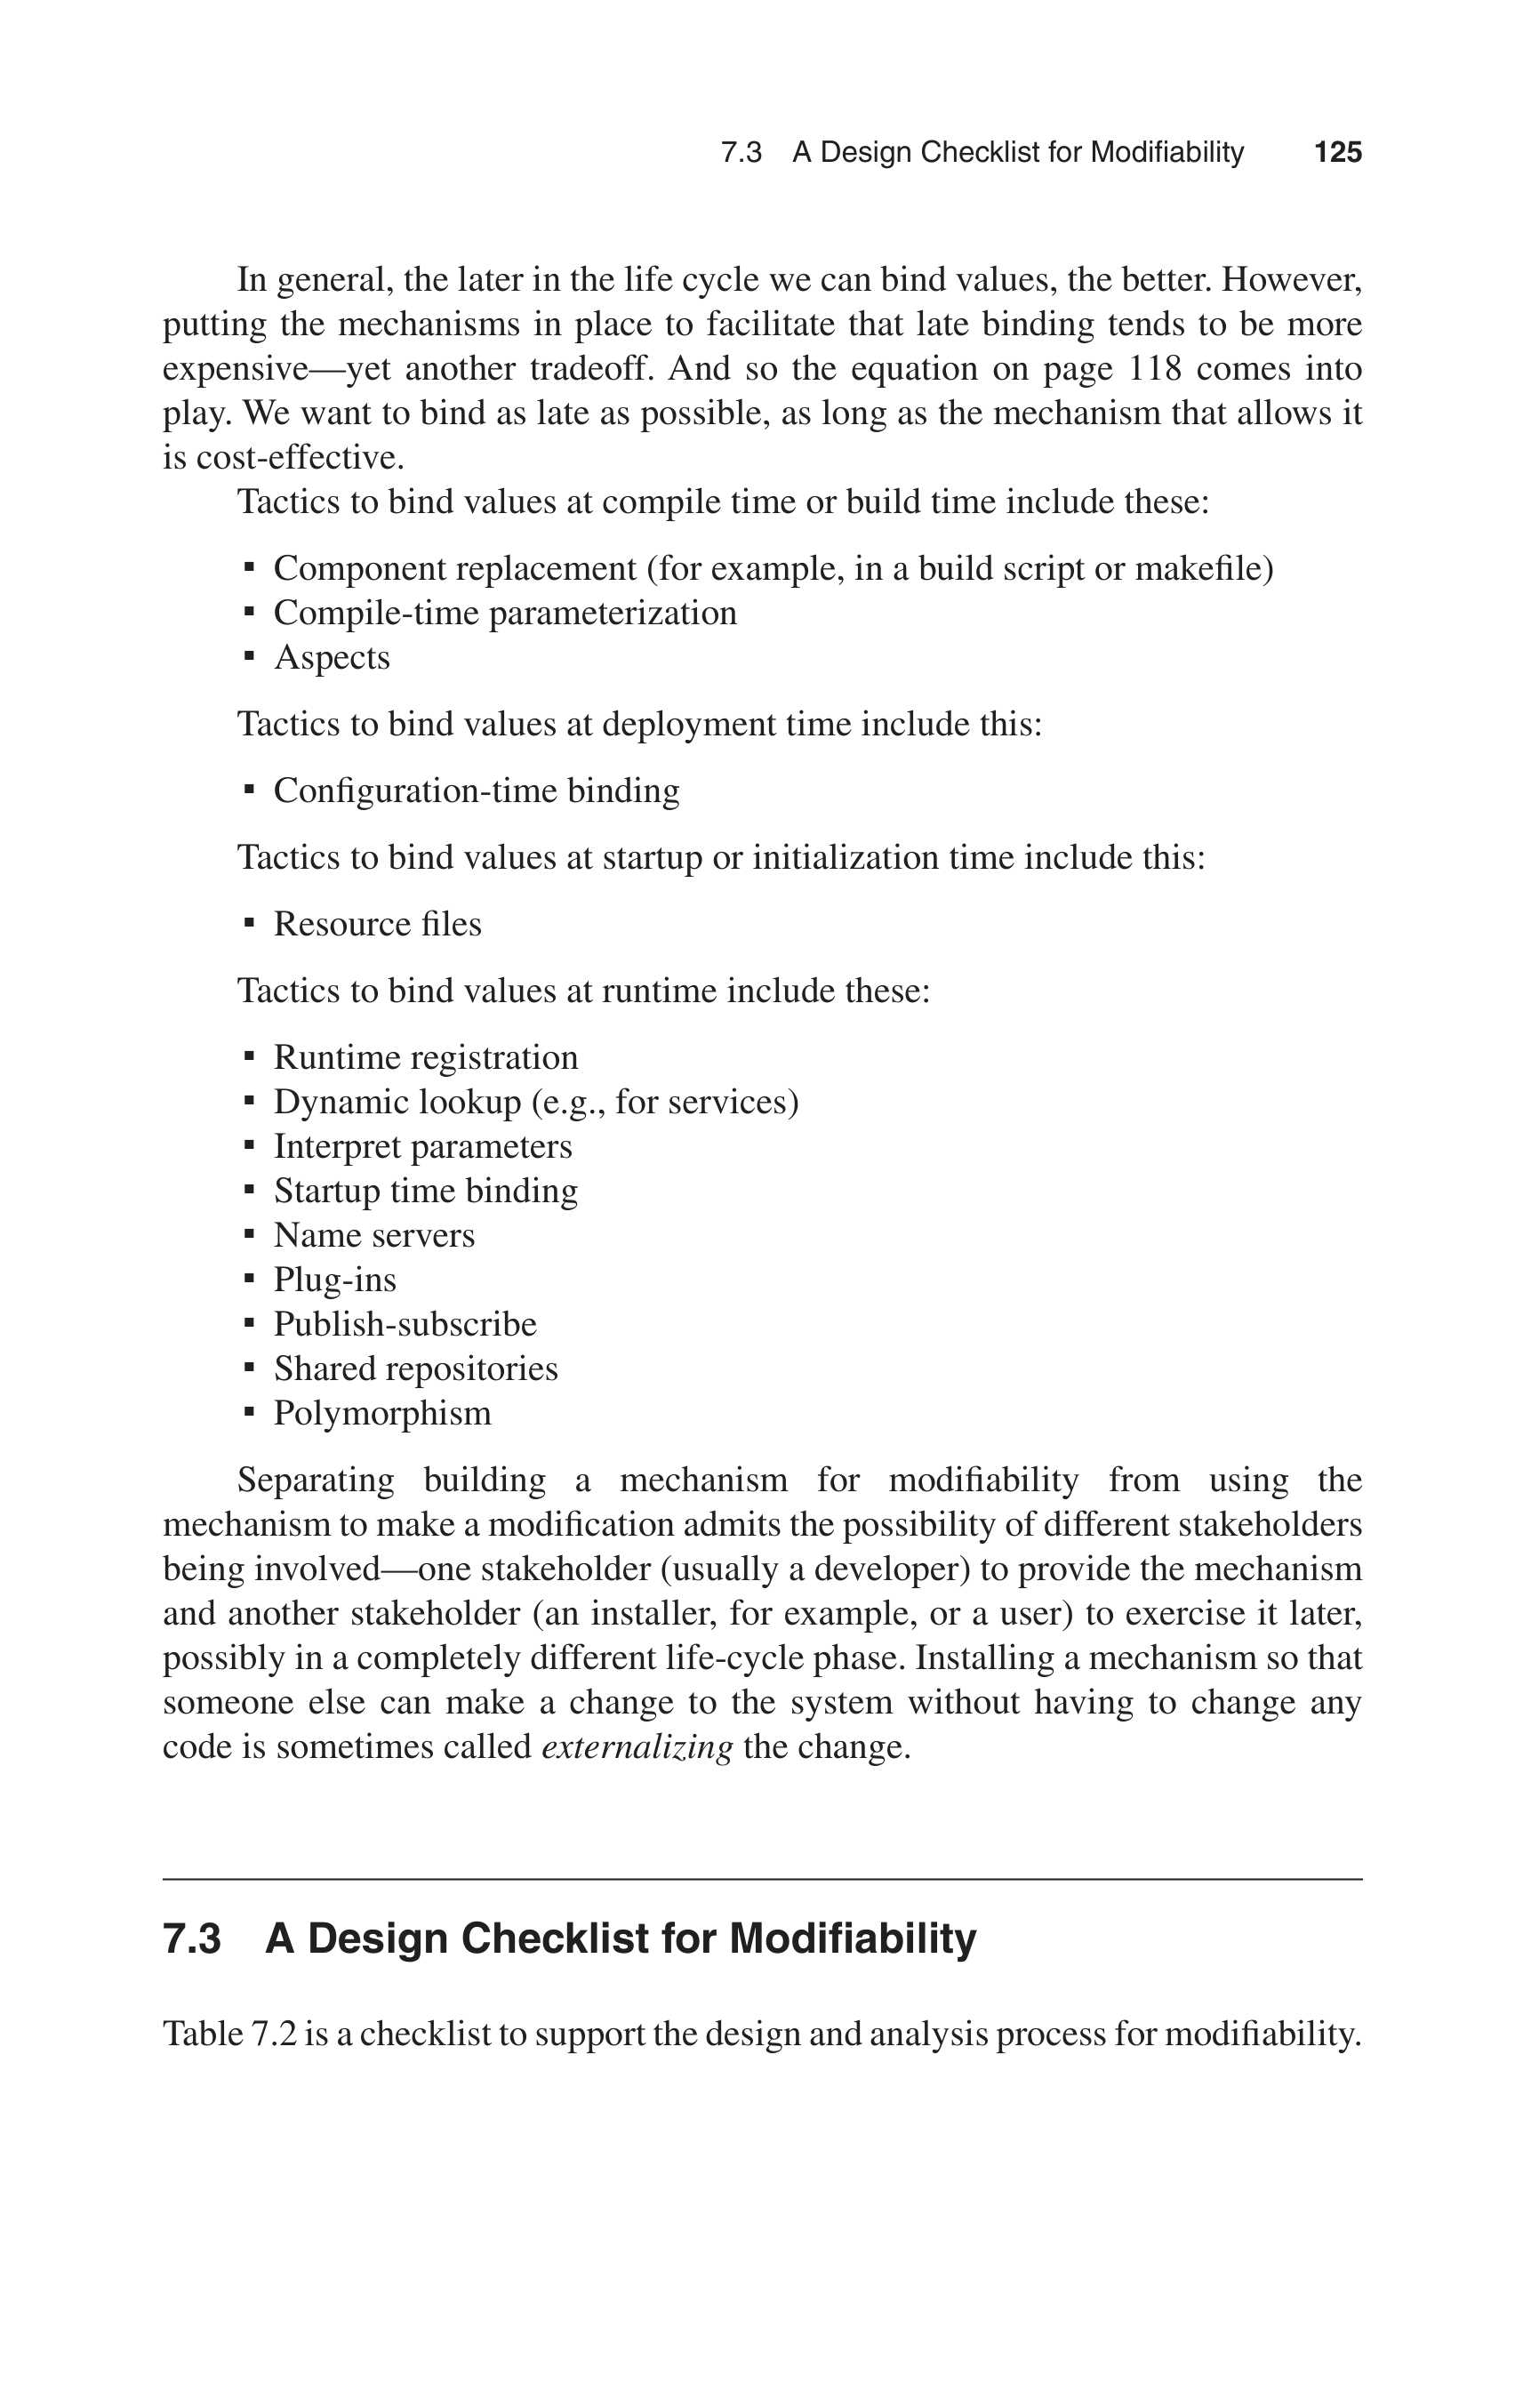 7.3 A Design Checklist for Modifiability 125
In general, the later in the life cycle we can bind values, the better. However,
putting the mechanisms in place to facilitate that late binding tends to be more
expensive—yet another tradeoff. And so the equation on page 118 comes into
play. We want to bind as late as possible, as long as the mechanism that allows it
is cost-effective.
Tactics to bind values at compile time or build time include these:
▪ Component replacement (for example, in a build script or makefile)
▪ Compile-time parameterization
▪ Aspects
Tactics to bind values at deployment time include this:
▪ Configuration-time binding
Tactics to bind values at startup or initialization time include this:
▪ Resource files
Tactics to bind values at runtime include these:
▪ Runtime registration
▪ Dynamic lookup (e.g., for services)
▪ Interpret parameters
▪ Startup time binding
▪ Name servers
▪ Plug-ins
▪ Publish-subscribe
▪ Shared repositories
▪ Polymorphism
Separating building a mechanism for modifiability from using the
mechanism to make a modification admits the possibility of different stakeholders
being involved—one stakeholder (usually a developer) to provide the mechanism
and another stakeholder (an installer, for example, or a user) to exercise it later,
possibly in a completely different life-cycle phase. Installing a mechanism so that
someone else can make a change to the system without having to change any
code is sometimes called externalizing the change.
7.3 A Design Checklist for Modifiability
Table 7.2 is a checklist to support the design and analysis process for modifiability.